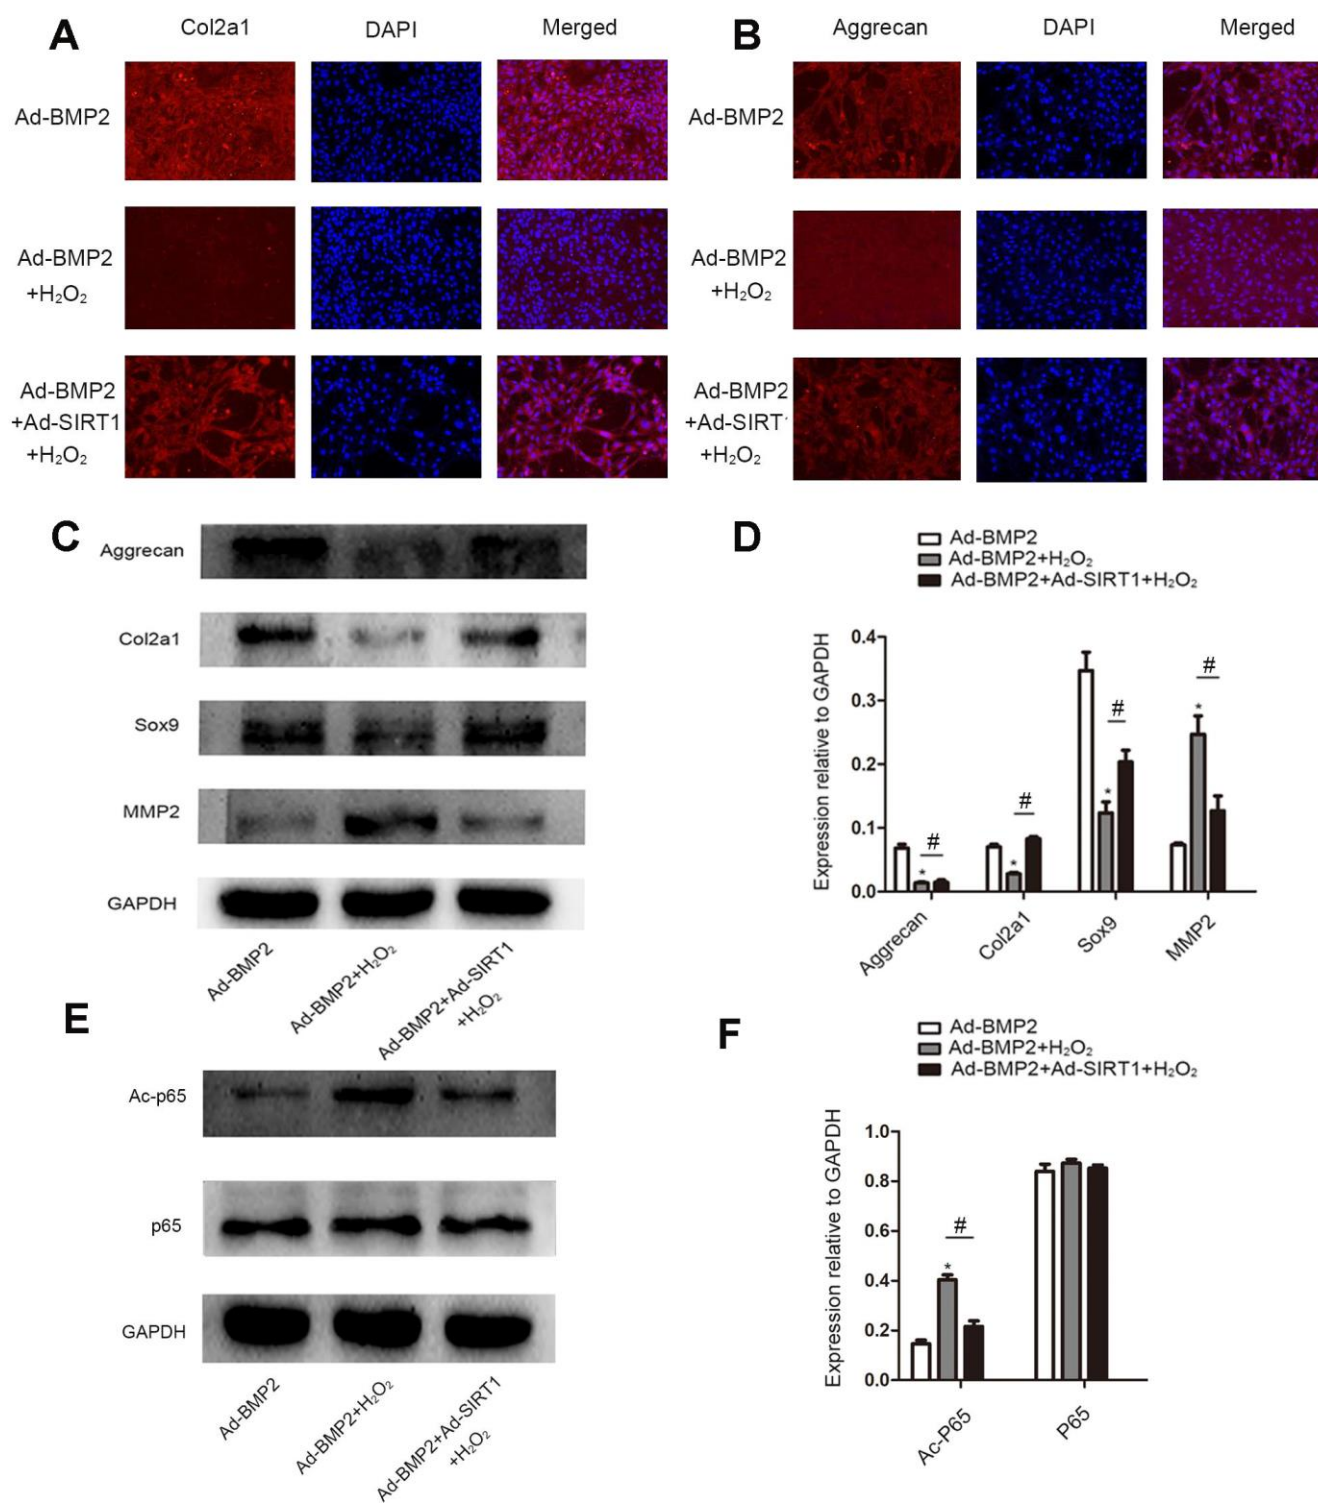 A
Col2a1 DAPI Merged
Ad-BMP2
Ad-BMP2
+H₂O₂
Ad-BMP2
+Ad-SIRT1
+H₂O₂
B
Aggrecan DAPI Merged
Ad-BMP2
Ad-BMP2
+H₂O₂
Ad-BMP2
+Ad-SIRT
+H₂O₂
C
Aggrecan
Col2a1
Sox9
MMP2
GAPDH
Ad-BMP2
Ad-BMP2+H₂O₂
Ad-BMP2+Ad-SIRT1
+H₂O₂
D
Ad-BMP2
Ad-BMP2+H₂O₂
Ad-BMP2+Ad-SIRT1+H₂O₂
Expression relative to GAPDH
0.4
0.3
0.2
0.1
0.0
* # * # * # * #
Aggrecan
Col2a1
Sox9
MMP2
E
Ac-p65
p65
GAPDH
Ad-BMP2
Ad-BMP2+H₂O₂
Ad-BMP2+Ad-SIRT1
+H₂O₂
F
Ad-BMP2
Ad-BMP2+H₂O₂
Ad-BMP2+Ad-SIRT1+H₂O₂
Expression relative to GAPDH
1.0
0.8
0.6
0.4
0.2
0.0
* #
Ac-P65
P65